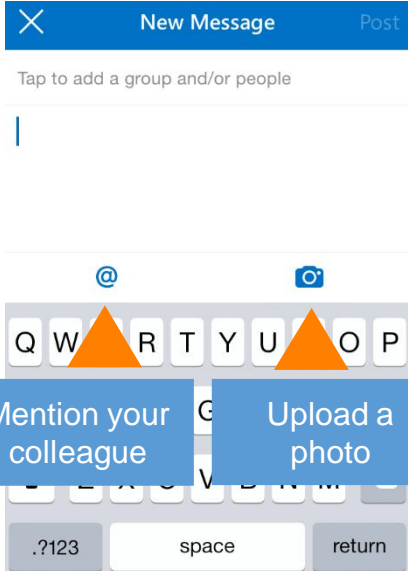 New Message Post
Tap to add a group and/or people
@
Q W R T Y U O P
Mention your
colleague
G
Upload a
photo
Z X C V B N M
.?123 space return